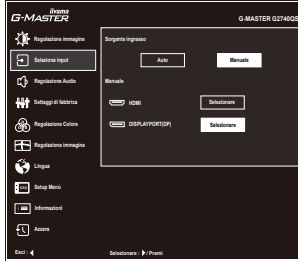 iiyama
G-MASTER
G-MASTER G2740QS
Regolazione immagine
Seleziona input
Regolazione Audio
Settaggi di fabbrica
Regolazione Colore
Regolazione immagine
Lingua
OSD
Setup Menù
Informazioni
Azzera
Sorgente ingresso
Auto
Manuale
Manuale
HDMI
Selezionare
DISPLAYPORT(DP)
Selezionare
Esci :
Selezionare : / Premi